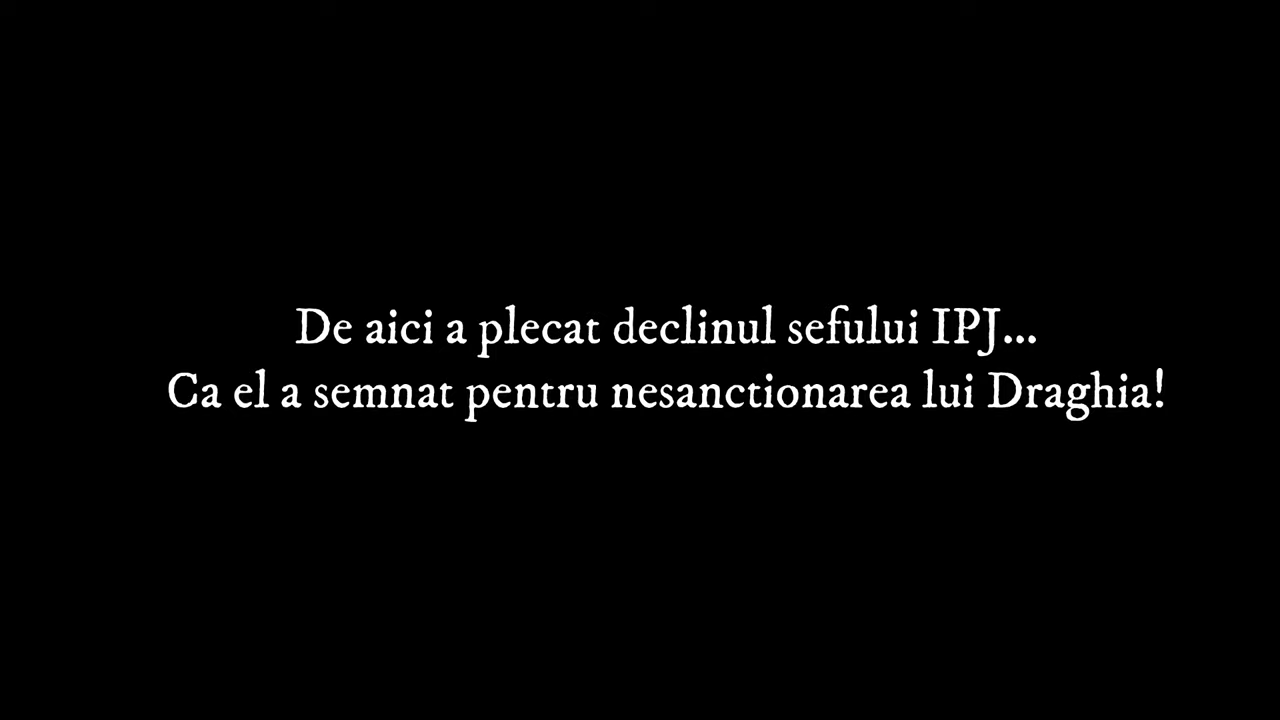 De aici a plecat declinul sefului IPJ...
Ca el a semnat pentru nesanctionarea lui Draghia!